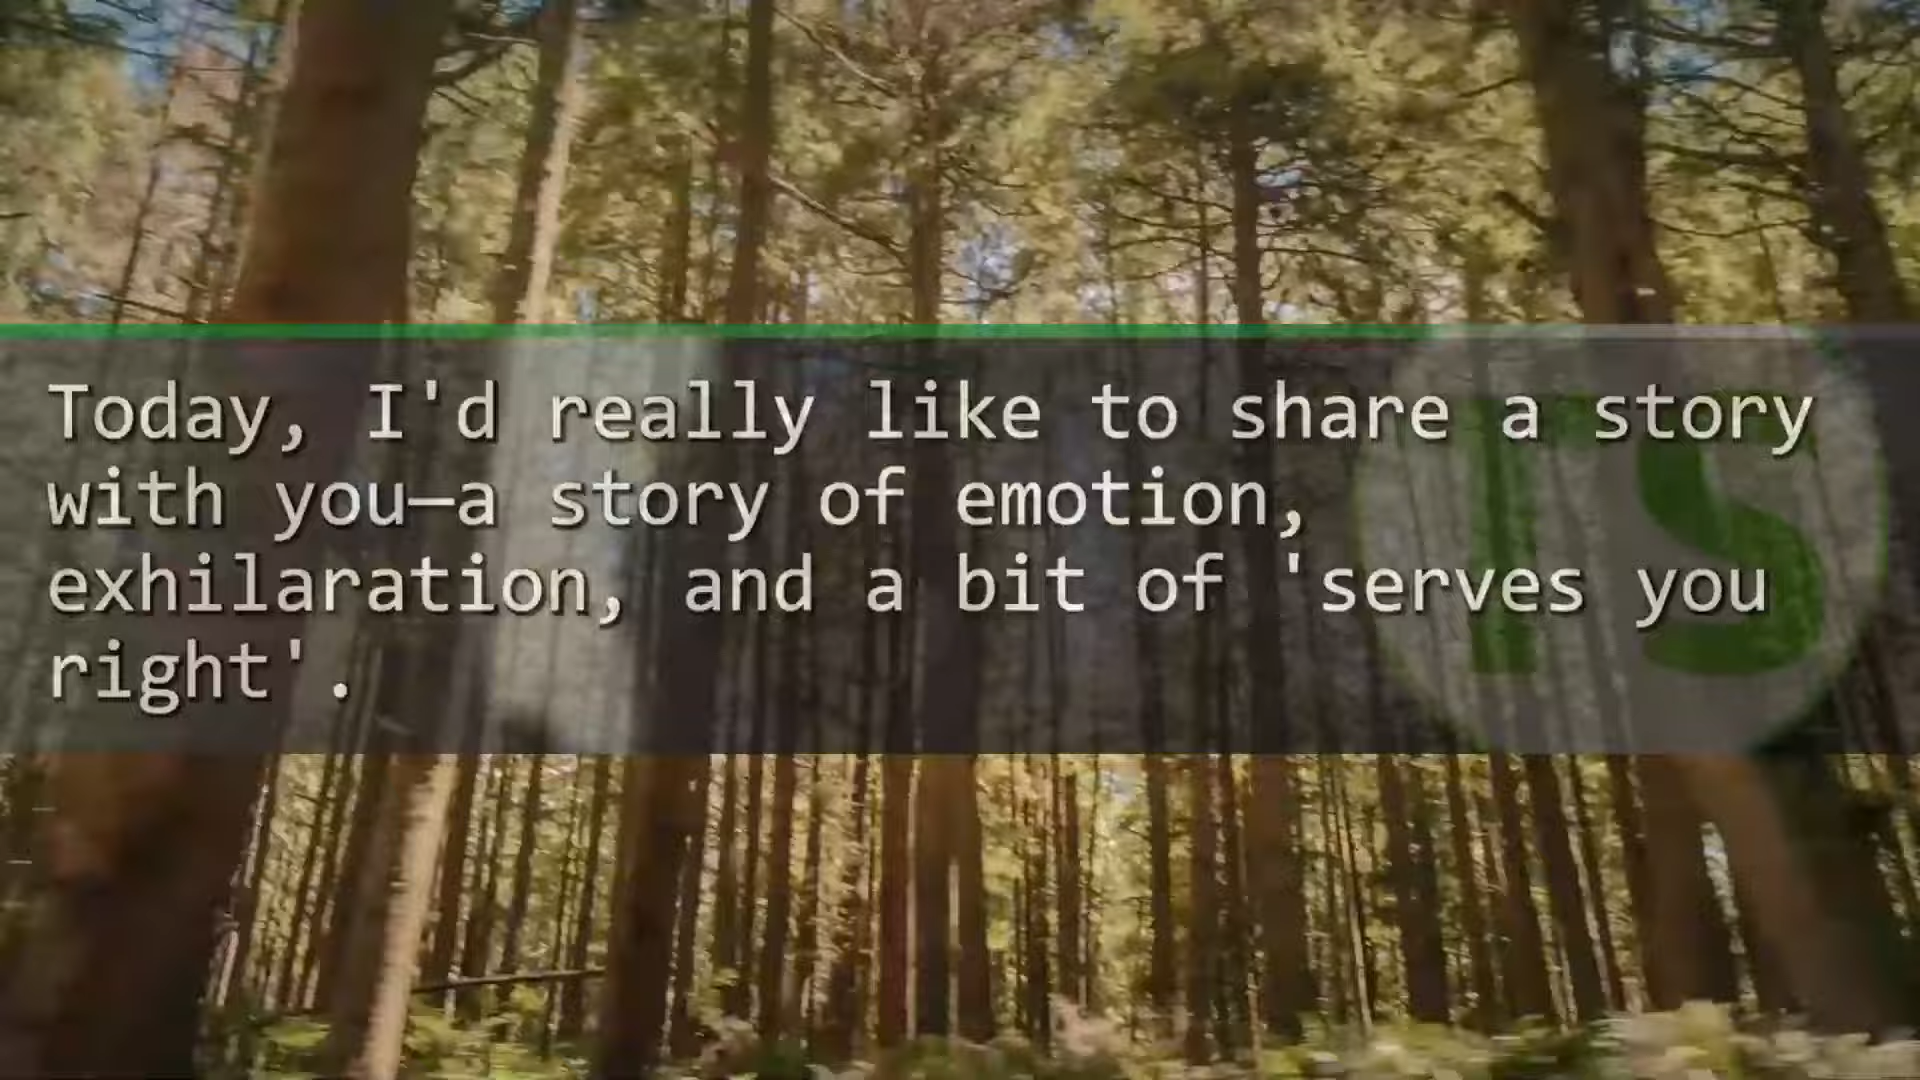 Today, I'd really like to share a story
with you—a story of emotion,
exhilaration, and a bit of 'serves you
right'.